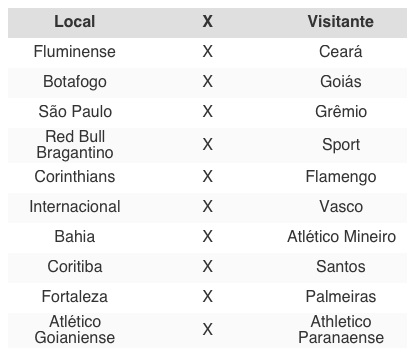 Local X Visitante
Fluminense X Ceará
Botafogo X Goiás
São Paulo X Grêmio
Red Bull
Bragantino X Sport
Corinthians X Flamengo
Internacional X Vasco
Bahia X Atlético Mineiro
Coritiba X Santos
Fortaleza X Palmeiras
Atlético
Goianiense X Athletico
Paranaense